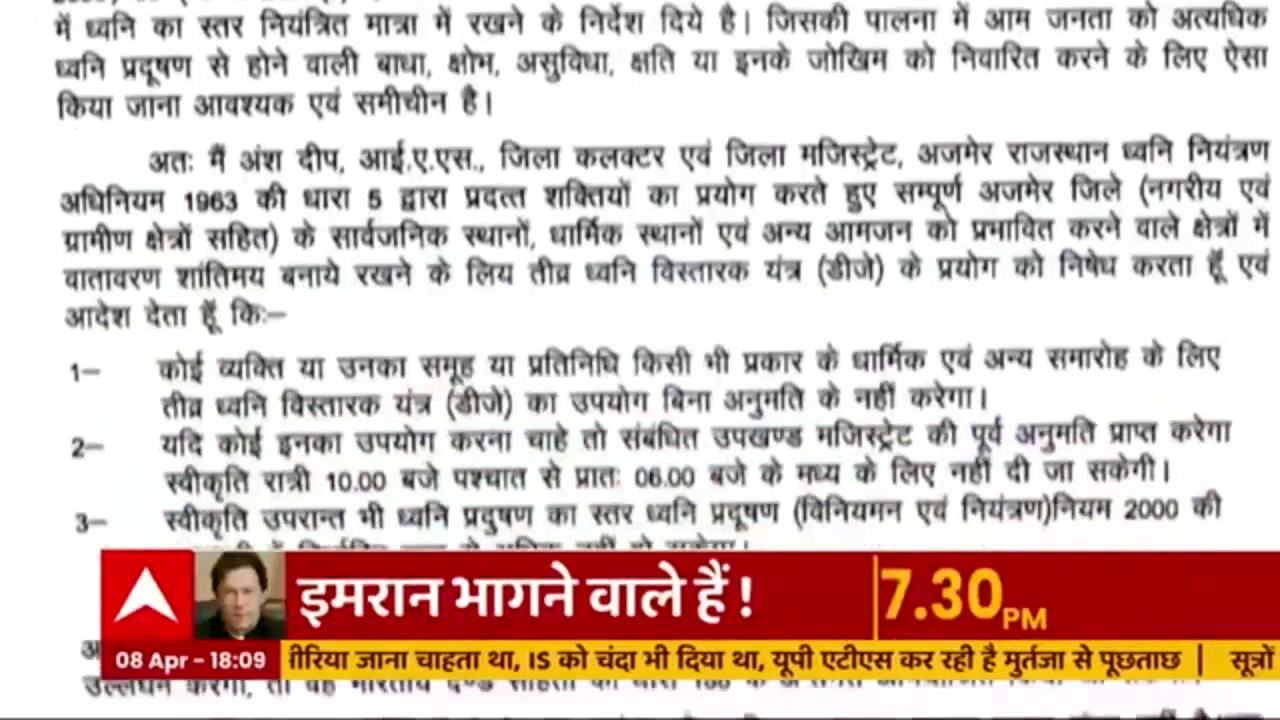 में ध्वनि का स्तर नियंत्रित मात्रा में रखने के निर्देश दिये है। जिसकी पालना में आम जनता को अत्यधिक
ध्वनि प्रदूषण से होने वाली बाधा, क्षोभ, असुविधा, क्षति या इनके जोखिम को निवारित करने के लिए ऐसा
किया जाना आवश्यक एवं समीचीन है।
अतः मैं अंश दीप, आई.ए.एस., जिला कलक्टर एवं जिला मजिस्ट्रेट, अजमेर राजस्थान ध्वनि नियंत्रण
अधिनियम 1963 की धारा 5 द्वारा प्रदत्त शक्तियों का प्रयोग करते हुए सम्पूर्ण अजमेर जिले (नगरीय एवं
ग्रामीण क्षेत्रों सहित) के सार्वजनिक स्थानों, धार्मिक स्थानों एवं अन्य आमजन को प्रभावित करने वाले क्षेत्रों में
वातावरण शांतिमय बनाये रखने के लिय तीव्र ध्वनि विस्तारक यंत्र (डीजे) के प्रयोग को निषेध करता हूँ एवं
आदेश देता हूँ किः–
1– कोई व्यक्ति या उनका समूह या प्रतिनिधि किसी भी प्रकार के धार्मिक एवं अन्य समारोह के लिए
तीव्र ध्वनि विस्तारक यंत्र (डीजे) का उपयोग बिना अनुमति के नहीं करेगा।
2– यदि कोई इनका उपयोग करना चाहे तो संबंधित उपखण्ड मजिस्ट्रेट की पूर्व अनुमति प्राप्त करेगा
स्वीकृति रात्री 10.00 बजे पश्चात से प्रातः 06.00 बजे के मध्य के लिए नहीं दी जा सकेगी।
3– स्वीकृति उपरान्त भी ध्वनि प्रदुषण का स्तर ध्वनि प्रदूषण (विनियमन एवं नियंत्रण)नियम 2000 की
इमरान भागने वाले हैं !
7.30 PM
08 Apr – 18:09
ीरिया जाना चाहता था, IS को चंदा भी दिया था, यूपी एटीएस कर रही है मुर्तजा से पूछताछ | सूत्रों